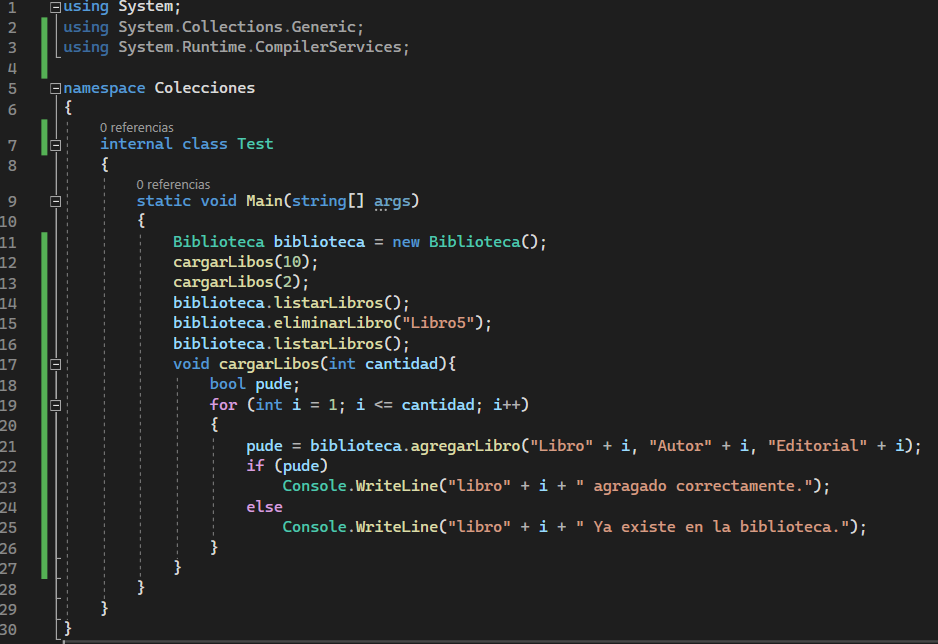 1 using System;
2 using System.Collections.Generic;
3 using System.Runtime.CompilerServices;
4
5 namespace Colecciones
6 {
0 referencias
7 internal class Test
8 {
0 referencias
9 static void Main(string[] args)
10 {
11 Biblioteca biblioteca = new Biblioteca();
12 cargarLibos(10);
13 cargarLibos(2);
14 biblioteca.listarLibros();
15 biblioteca.eliminarLibro("Libro5");
16 biblioteca.listarLibros();
17 void cargarLibos(int cantidad){
18 bool pude;
19 for (int i = 1; i <= cantidad; i++)
20 {
21 pude = biblioteca.agregarLibro("Libro" + i, "Autor" + i, "Editorial" + i);
22 if (pude)
23 Console.WriteLine("libro" + i + " agragado correctamente.");
24 else
25 Console.WriteLine("libro" + i + " Ya existe en la biblioteca.");
26 }
27 }
28 }
29 }
30 }